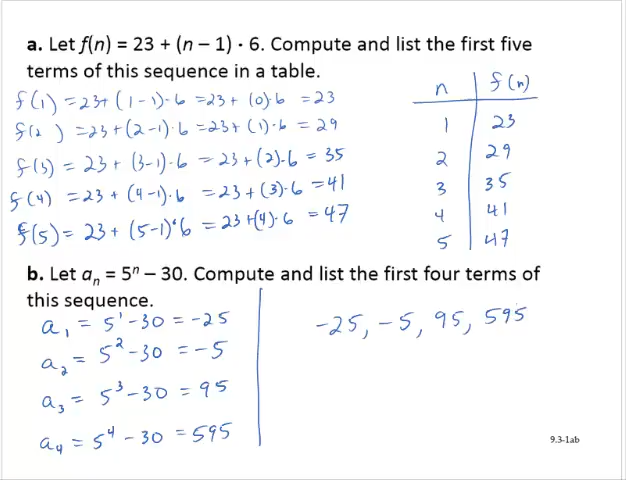 a. Let f(n) = 23 + (n – 1) · 6. Compute and list the first five
terms of this sequence in a table.
f(1) = 23+(1-1)·6 = 23+(0)·6 = 23
f(2) = 23+(2-1)·6 = 23+(1)·6 = 29
f(3) = 23+(3-1)·6 = 23+(2)·6 = 35
f(4) = 23+(4-1)·6 = 23+(3)·6 = 41
f(5) = 23+(5-1)·6 = 23+(4)·6 = 47
n f(n)
1 23
2 29
3 35
4 41
5 47
b. Let aₙ = 5ⁿ – 30. Compute and list the first four terms of
this sequence.
a₁ = 5¹-30 = -25
a₂ = 5²-30 = -5
a₃ = 5³-30 = 95
a₄ = 5⁴-30 = 595
-25, -5, 95, 595
9.3-1ab